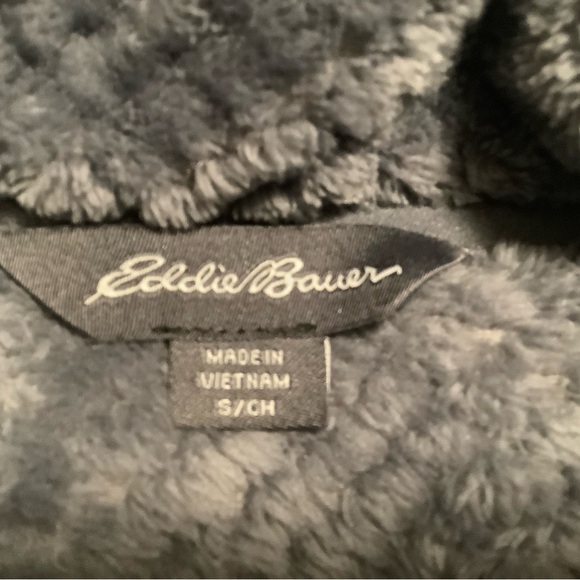 Eddie Bauer
MADE IN
VIETNAM
S/CH